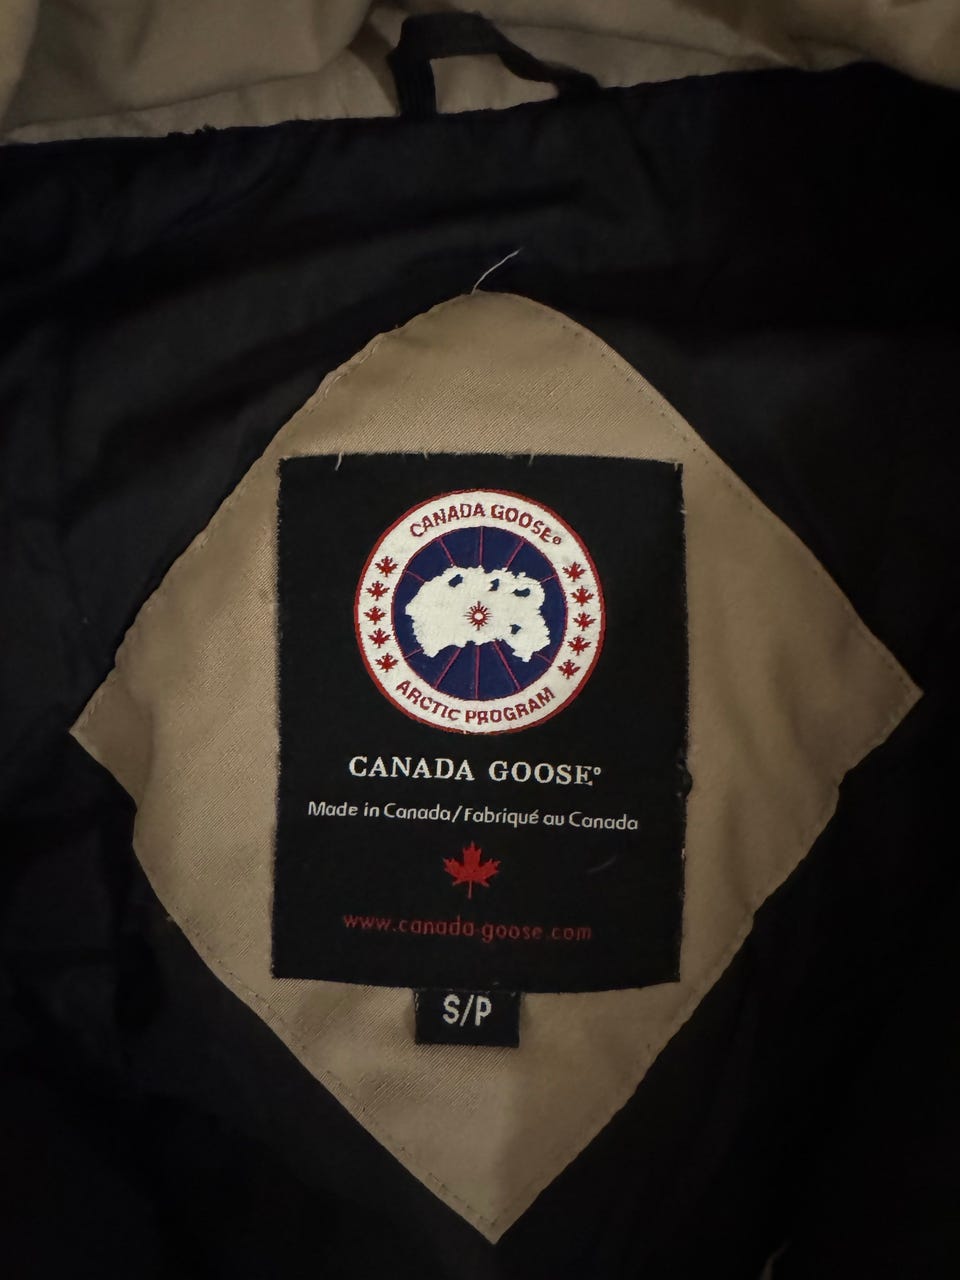 CANADA GOOSE®
ARCTIC PROGRAM
CANADA GOOSE®
Made in Canada/Fabriqué au Canada
www.canada-goose.com
S/P